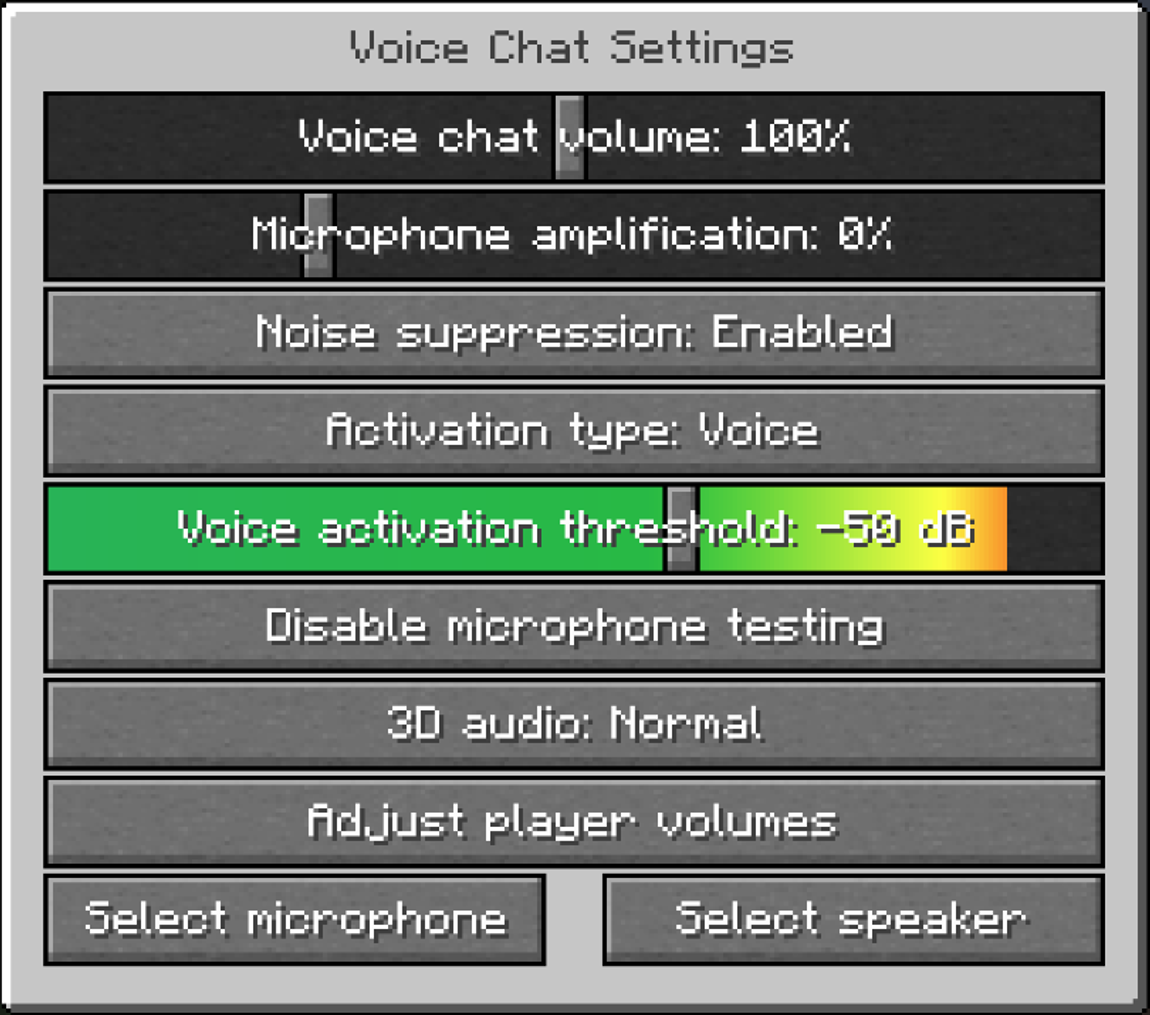 Voice Chat Settings
Voice chat volume: 100%
Microphone amplification: 0%
Noise suppression: Enabled
Activation type: Voice
Voice activation threshold: -50 dB
Disable microphone testing
3D audio: Normal
Adjust player volumes
Select microphone
Select speaker